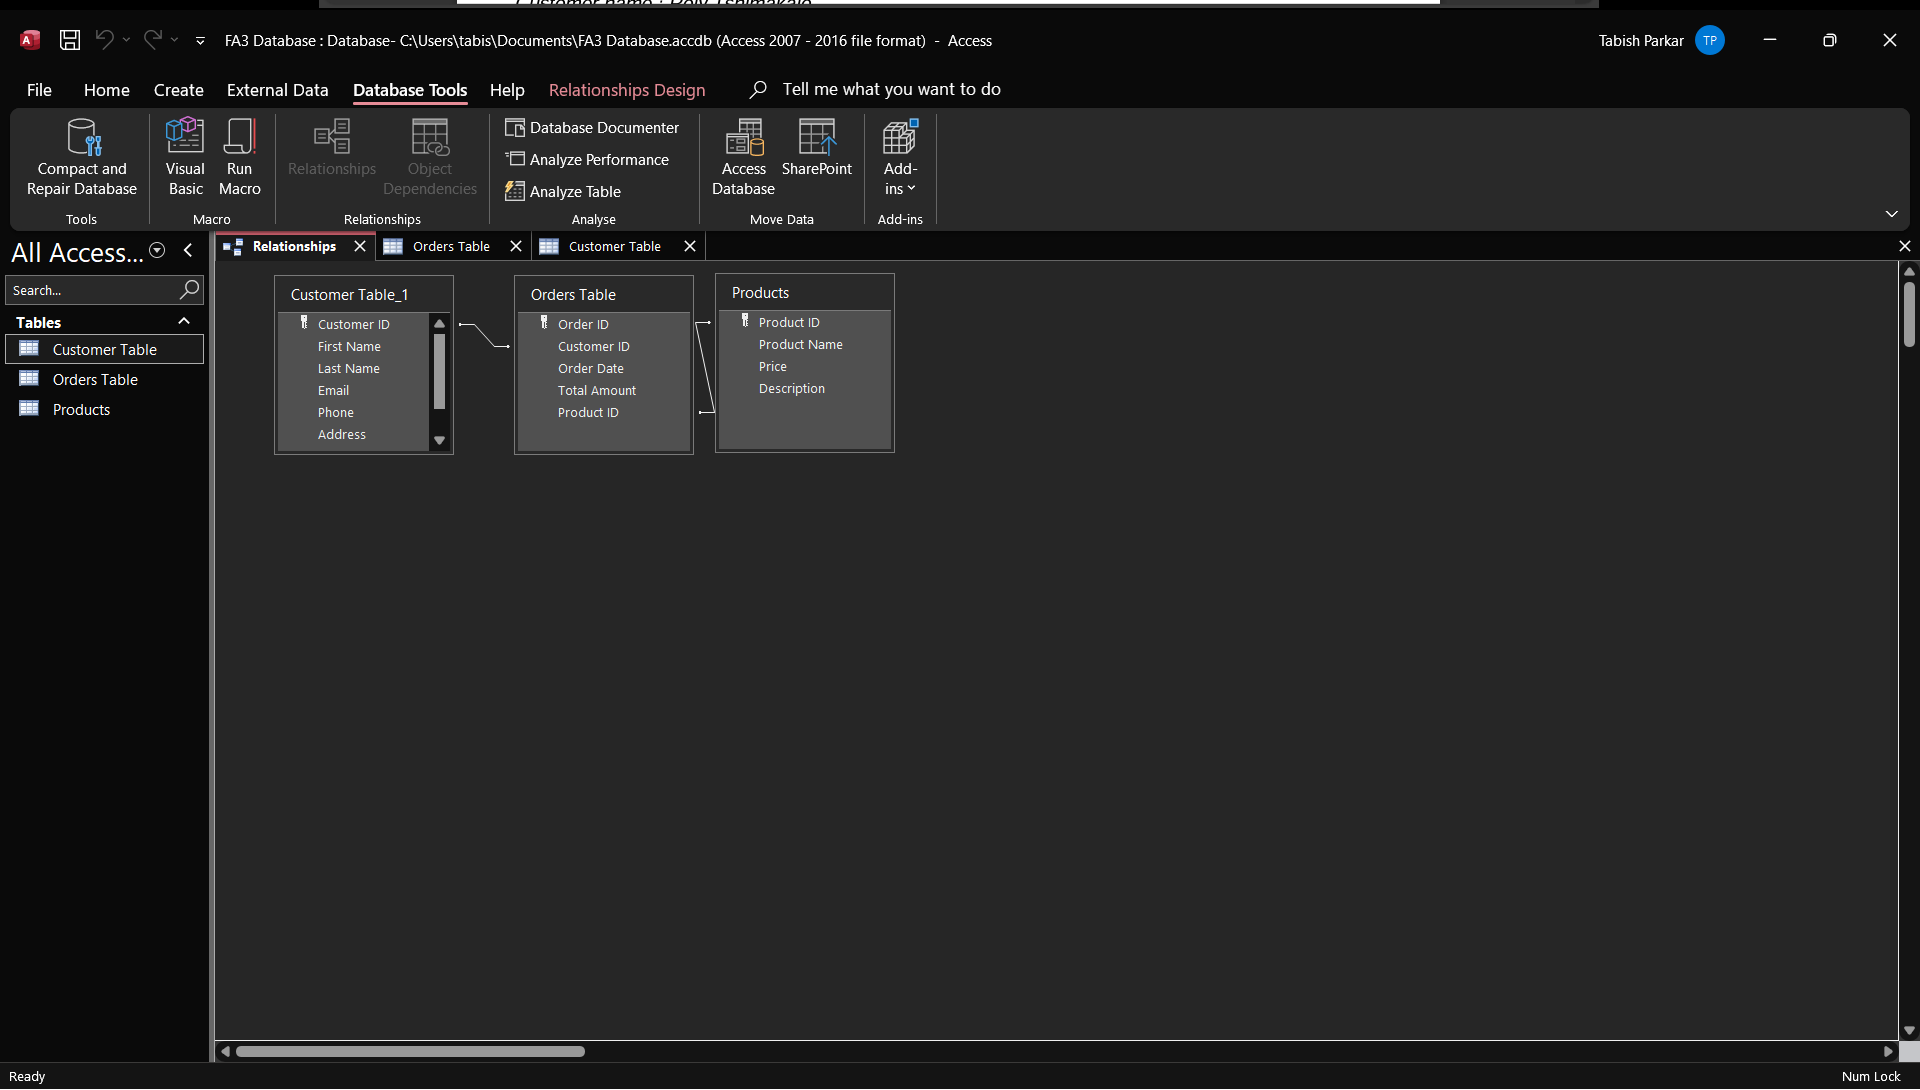 Customer name : Poly Tshimakalo
FA3 Database : Database- C:\Users\tabis\Documents\FA3 Database.accdb (Access 2007 - 2016 file format) - Access
Tabish Parkar
TP
File
Home
Create
External Data
Database Tools
Help
Relationships Design
Tell me what you want to do
Compact and
Repair Database
Tools
Visual
Basic
Run
Macro
Macro
Relationships
Object
Dependencies
Relationships
Database Documenter
Analyze Performance
Analyze Table
Analyse
Access
Database
SharePoint
Move Data
Add-
ins
Add-ins
All Access...
Search...
Tables
Customer Table
Orders Table
Products
Relationships
Orders Table
Customer Table
Customer Table_1
Customer ID
First Name
Last Name
Email
Phone
Address
Orders Table
Order ID
Customer ID
Order Date
Total Amount
Product ID
Products
Product ID
Product Name
Price
Description
Ready
Num Lock